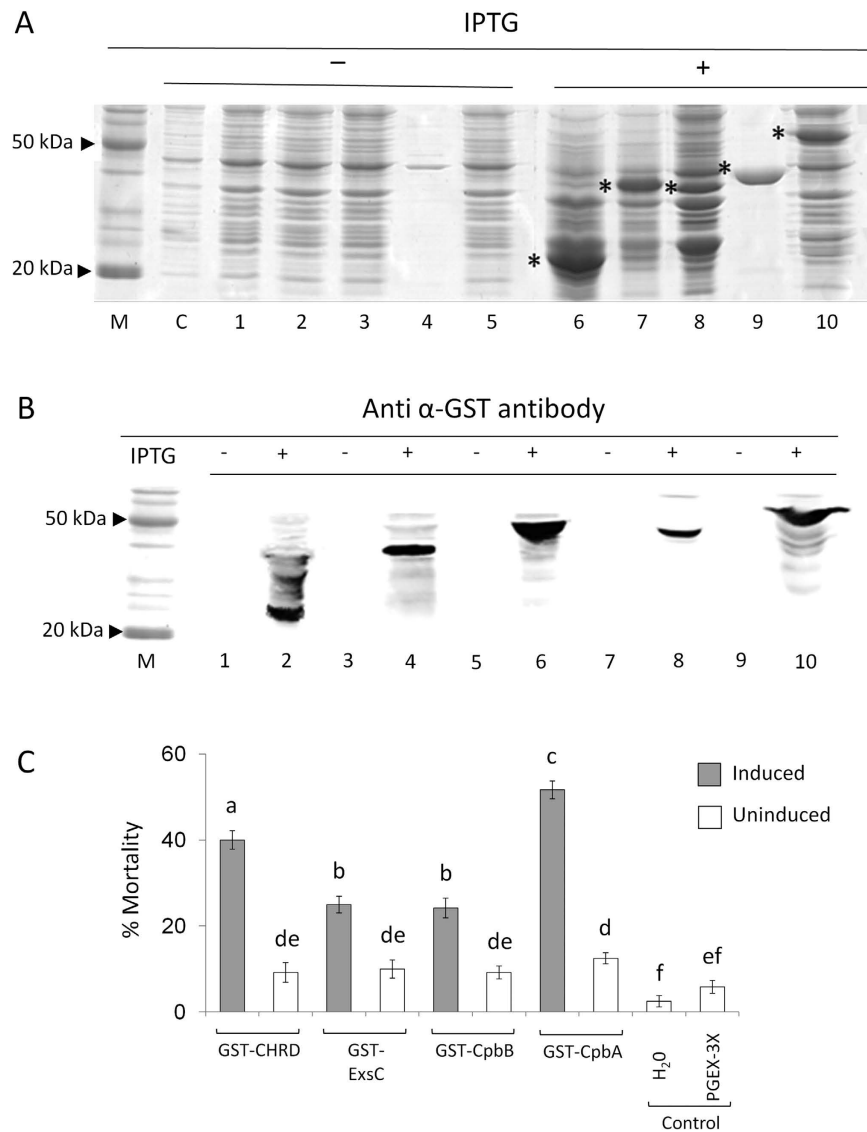 A
IPTG
− +
50 kDa
* * * * *
20 kDa
M C 1 2 3 4 5 6 7 8 9 10
B
Anti α-GST antibody
IPTG - + - + - + - + - +
50 kDa
20 kDa
M 1 2 3 4 5 6 7 8 9 10
C
% Mortality
60
40
20
0
a de b de b de c d f ef
Induced
Uninduced
GST-CHRD
GST-
ExsC
GST-CpbB
GST-CpbA
H₂0
PGEX-3X
Control